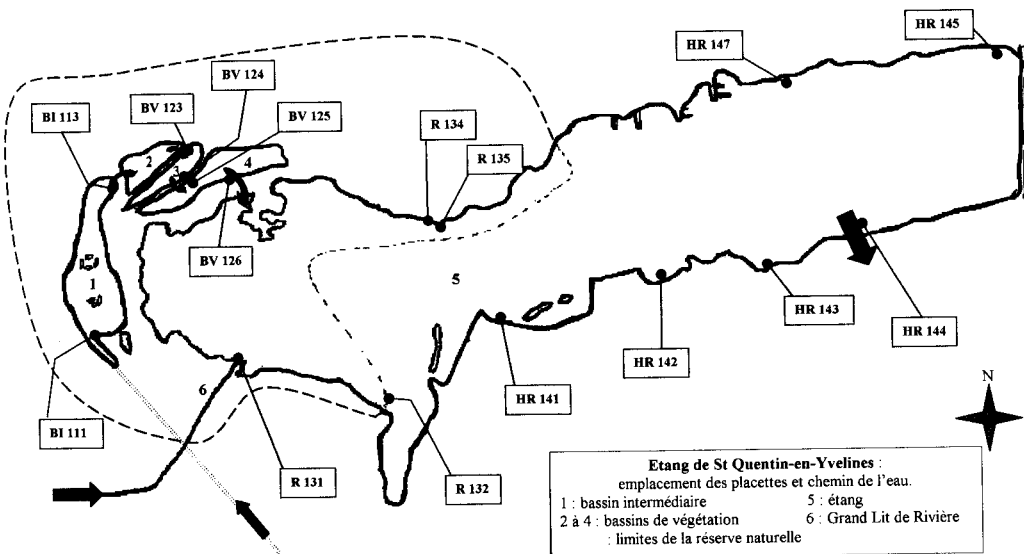 HR 145
HR 147
BV 124
BV 123
BV 125
BI 113
R 134
R 135
2
3
4
BV 126
1
5
6
HR 143
HR 144
HR 142
HR 141
BI 111
R 131
R 132
N
Etang de St Quentin-en-Yvelines :
emplacement des placettes et chemin de l'eau.
1 : bassin intermédiaire 5 : étang
2 à 4 : bassins de végétation 6 : Grand Lit de Rivière
: limites de la réserve naturelle